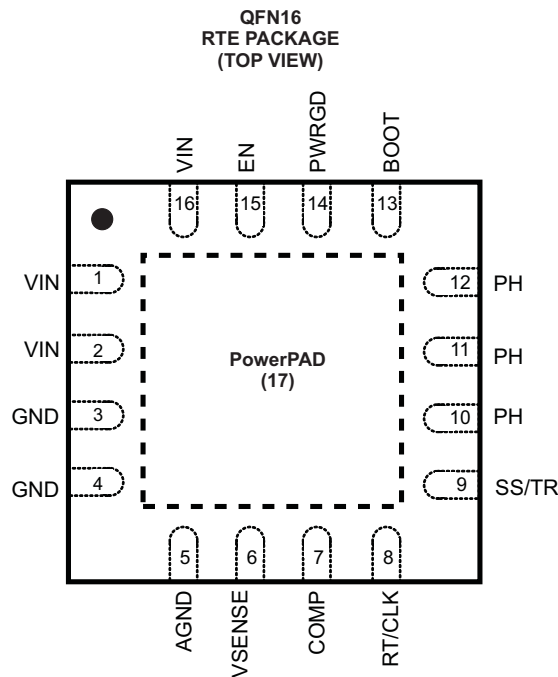 QFN16
RTE PACKAGE
(TOP VIEW)
VIN
EN
PWRGD
BOOT
16
15
14
13
VIN
1
12
PH
VIN
2
11
PH
GND
3
10
PH
GND
4
9
SS/TR
PowerPAD
(17)
5
6
7
8
AGND
VSENSE
COMP
RT/CLK